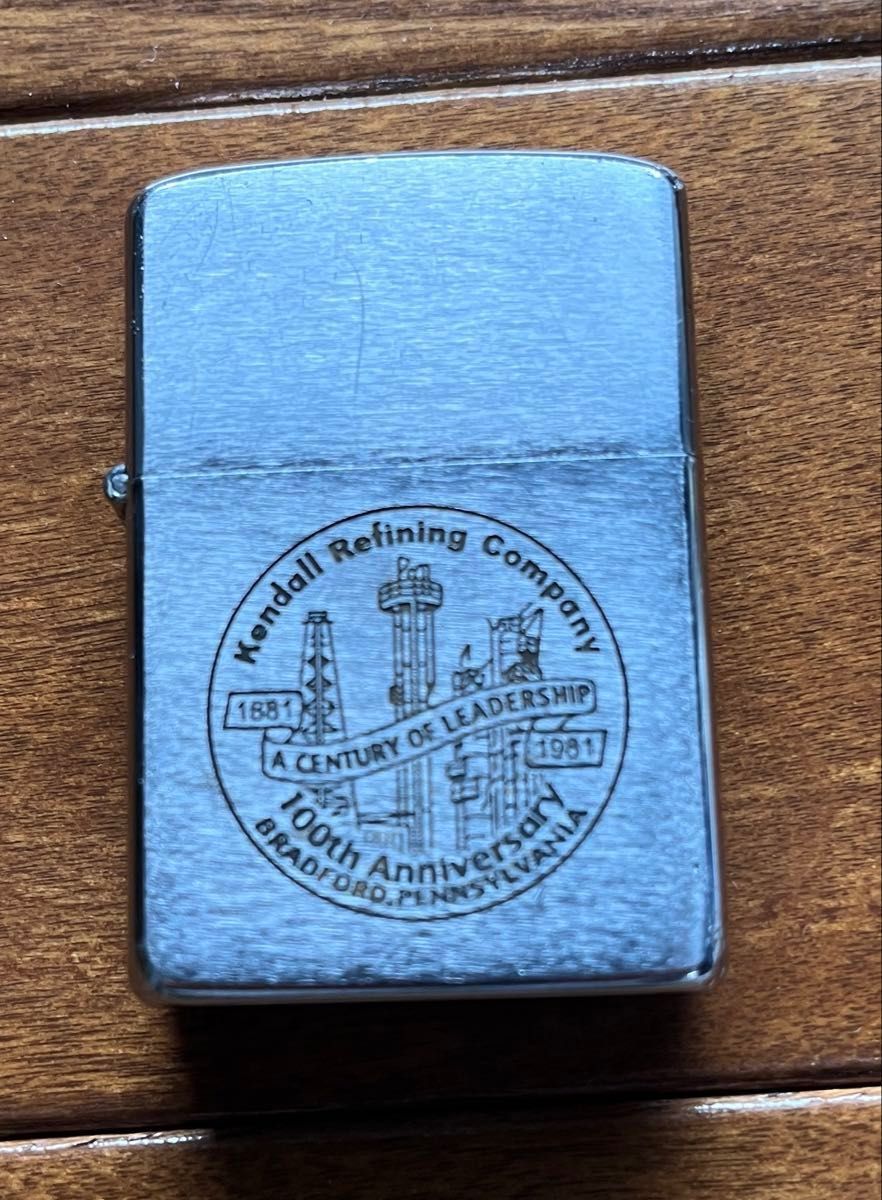 Kendall Refining Company
1881
A CENTURY OF LEADERSHIP
1981
100th Anniversary
BRADFORD, PENNSYLVANIA